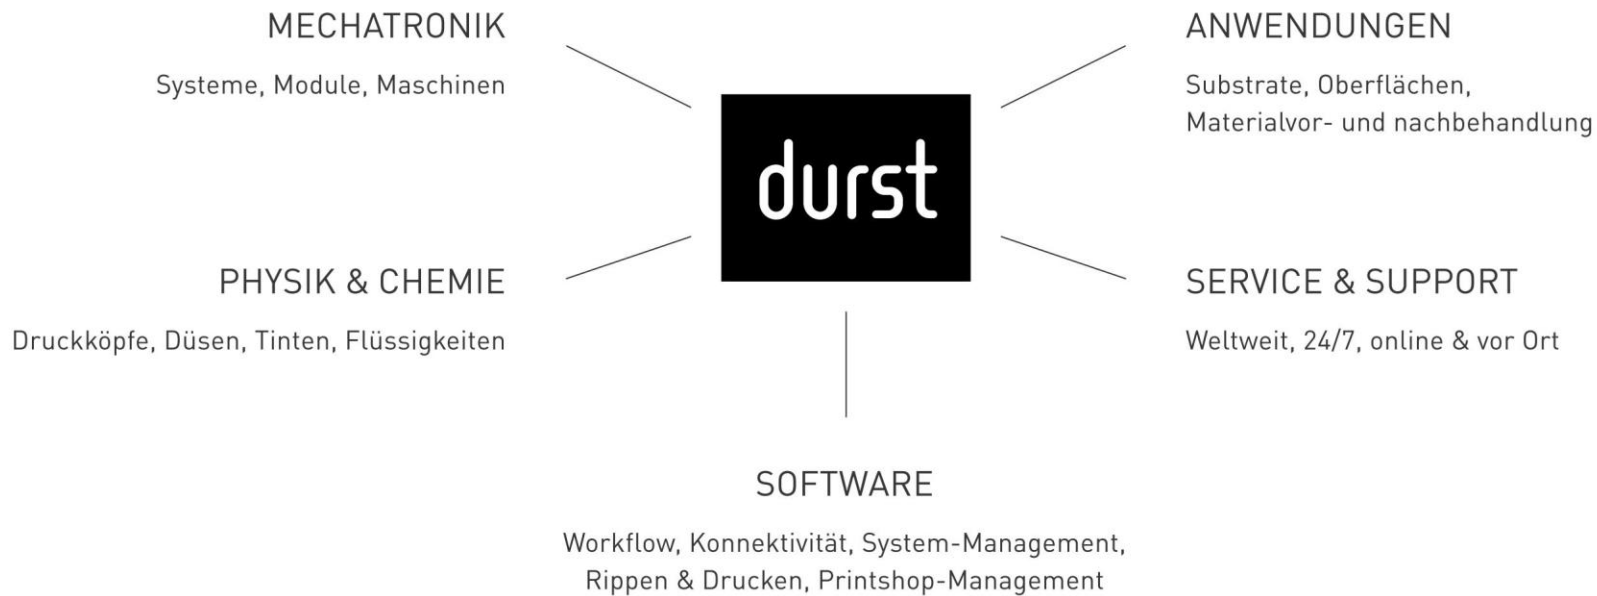 MECHATRONIK
Systeme, Module, Maschinen
ANWENDUNGEN
Substrate, Oberflächen,
Materialvor- und nachbehandlung
durst
PHYSIK & CHEMIE
Druckköpfe, Düsen, Tinten, Flüssigkeiten
SERVICE & SUPPORT
Weltweit, 24/7, online & vor Ort
SOFTWARE
Workflow, Konnektivität, System-Management,
Rippen & Drucken, Printshop-Management